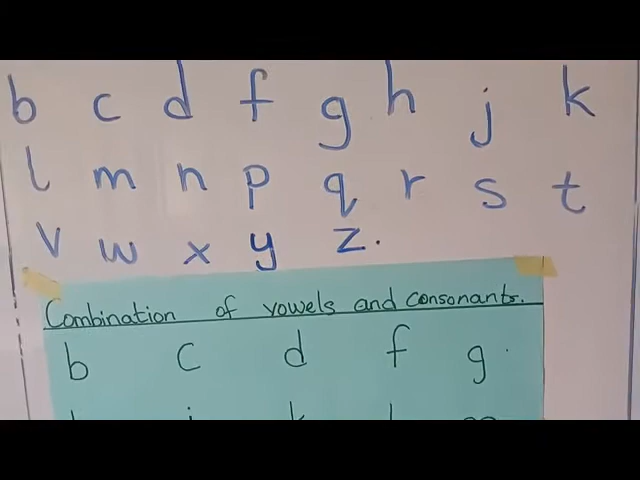 b c d f g h j k
l m n p q r s t
v w x y z.
Combination of vowels and consonants.
b c d f g.